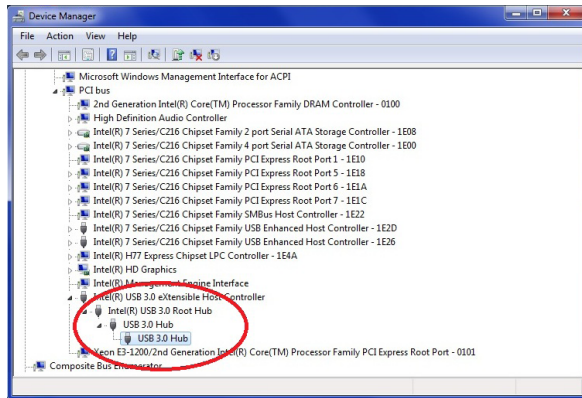 Device Manager
File Action View Help
Microsoft Windows Management Interface for ACPI
PCI bus
2nd Generation Intel(R) Core(TM) Processor Family DRAM Controller - 0100
High Definition Audio Controller
Intel(R) 7 Series/C216 Chipset Family 2 port Serial ATA Storage Controller - 1E08
Intel(R) 7 Series/C216 Chipset Family 4 port Serial ATA Storage Controller - 1E00
Intel(R) 7 Series/C216 Chipset Family PCI Express Root Port 1 - 1E10
Intel(R) 7 Series/C216 Chipset Family PCI Express Root Port 5 - 1E18
Intel(R) 7 Series/C216 Chipset Family PCI Express Root Port 6 - 1E1A
Intel(R) 7 Series/C216 Chipset Family PCI Express Root Port 7 - 1E1C
Intel(R) 7 Series/C216 Chipset Family SMBus Host Controller - 1E22
Intel(R) 7 Series/C216 Chipset Family USB Enhanced Host Controller - 1E2D
Intel(R) 7 Series/C216 Chipset Family USB Enhanced Host Controller - 1E26
Intel(R) H77 Express Chipset LPC Controller - 1E4A
Intel(R) HD Graphics
Intel(R) Management Engine Interface
Intel(R) USB 3.0 eXtensible Host Controller
Intel(R) USB 3.0 Root Hub
USB 3.0 Hub
USB 3.0 Hub
Xeon E3-1200/2nd Generation Intel(R) Core(TM) Processor Family PCI Express Root Port - 0101
Composite Bus Enumerator